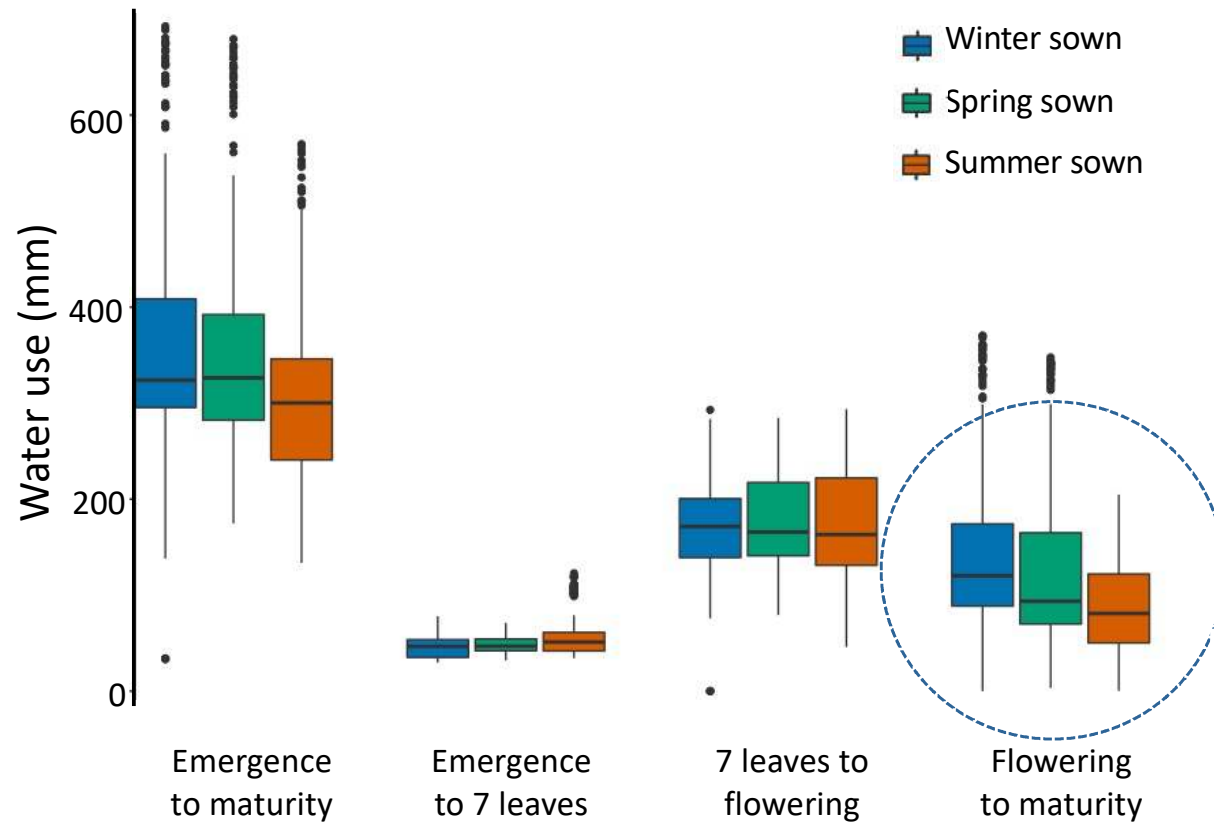 Winter sown
Spring sown
Summer sown
Water use (mm)
600
400
200
0
Emergence
to maturity
Emergence
to 7 leaves
7 leaves to
flowering
Flowering
to maturity